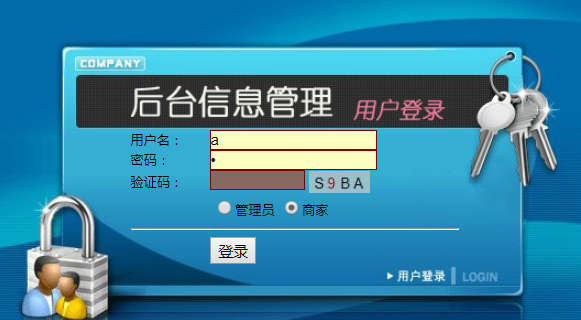 COMPANY
后台信息管理 用户登录
用户名： a
密码： •
验证码： S9BA
管理员 商家
登录
用户登录 LOGIN